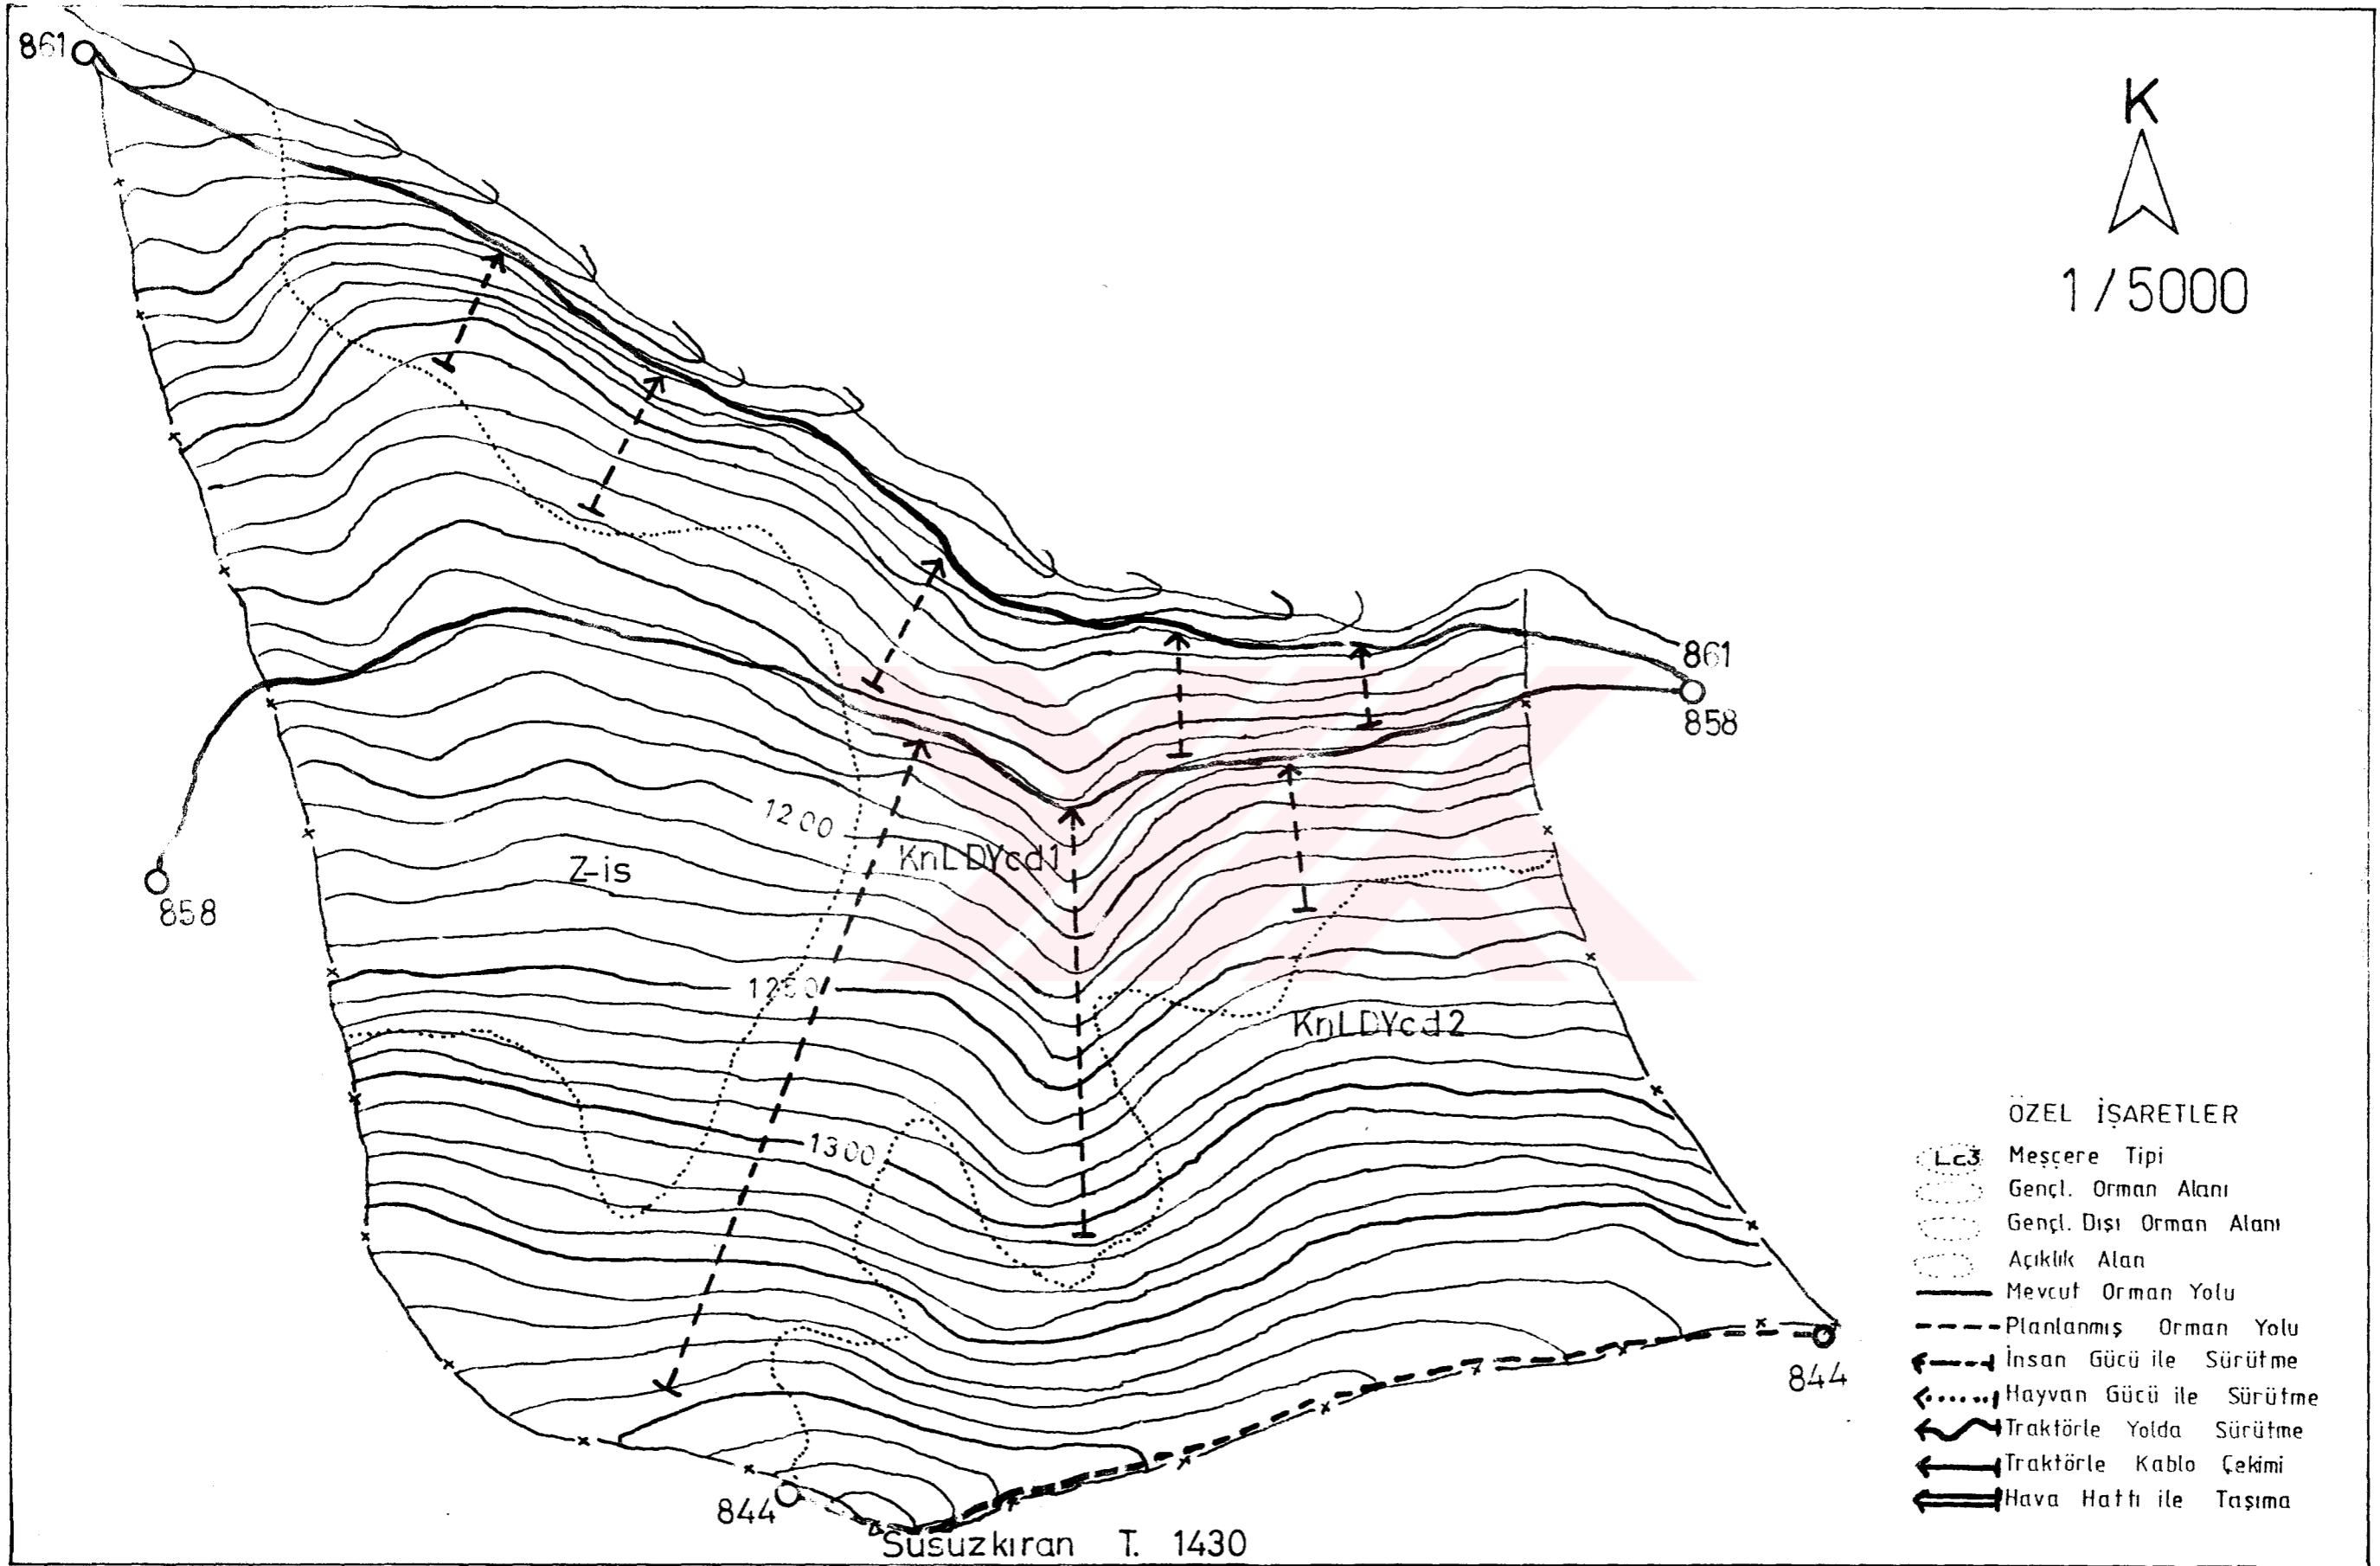 861
K
1/5000
861
858
1200
KnLDYcd1
Z-is
858
1250
KnLDYcd2
1300
844
844
Susuzkıran T. 1430
ÖZEL İŞARETLER
Lc3 Meşcere Tipi
Gençl. Orman Alanı
Gençl. Dışı Orman Alanı
Açıklık Alan
Mevcut Orman Yolu
Planlanmış Orman Yolu
İnsan Gücü ile Sürütme
Hayvan Gücü ile Sürütme
Traktörle Yolda Sürütme
Traktörle Kablo Çekimi
Hava Hattı ile Taşıma